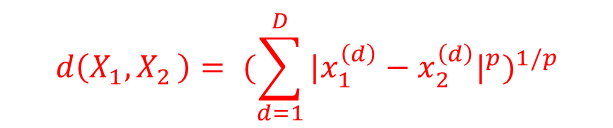 d(X₁,X₂ ) = (∑_{d=1}^{D} |x₁^{(d)} − x₂^{(d)}|^p)^{1/p}